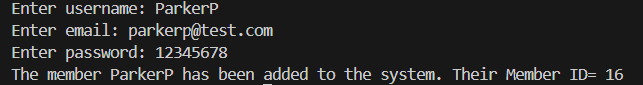 Enter username: ParkerP
Enter email: parkerp@test.com
Enter password: 12345678
The member ParkerP has been added to the system. Their Member ID= 16